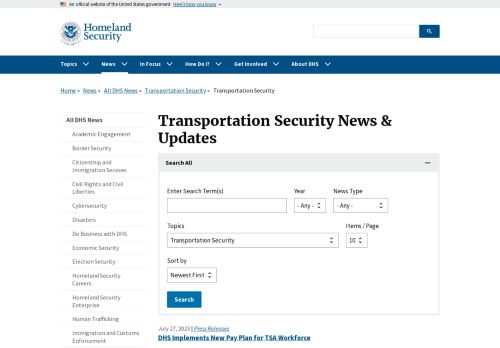 An official website of the United States government Here's how you know
Homeland
Security
Topics News In Focus How Do I? Get Involved About DHS
Home » News » All DHS News » Transportation Security » Transportation Security
All DHS News
Academic Engagement
Border Security
Citizenship and
Immigration Services
Civil Rights and Civil
Liberties
Cybersecurity
Disasters
Do Business with DHS
Economic Security
Election Security
Homeland Security
Careers
Homeland Security
Enterprise
Human Trafficking
Immigration and Customs
Enforcement
Transportation Security News &
Updates
Search All
Enter Search Term(s) Year News Type
- Any - - Any -
Topics Items / Page
Transportation Security 10
Sort by
Newest First
Search
July 27, 2023 | Press Releases
DHS Implements New Pay Plan for TSA Workforce